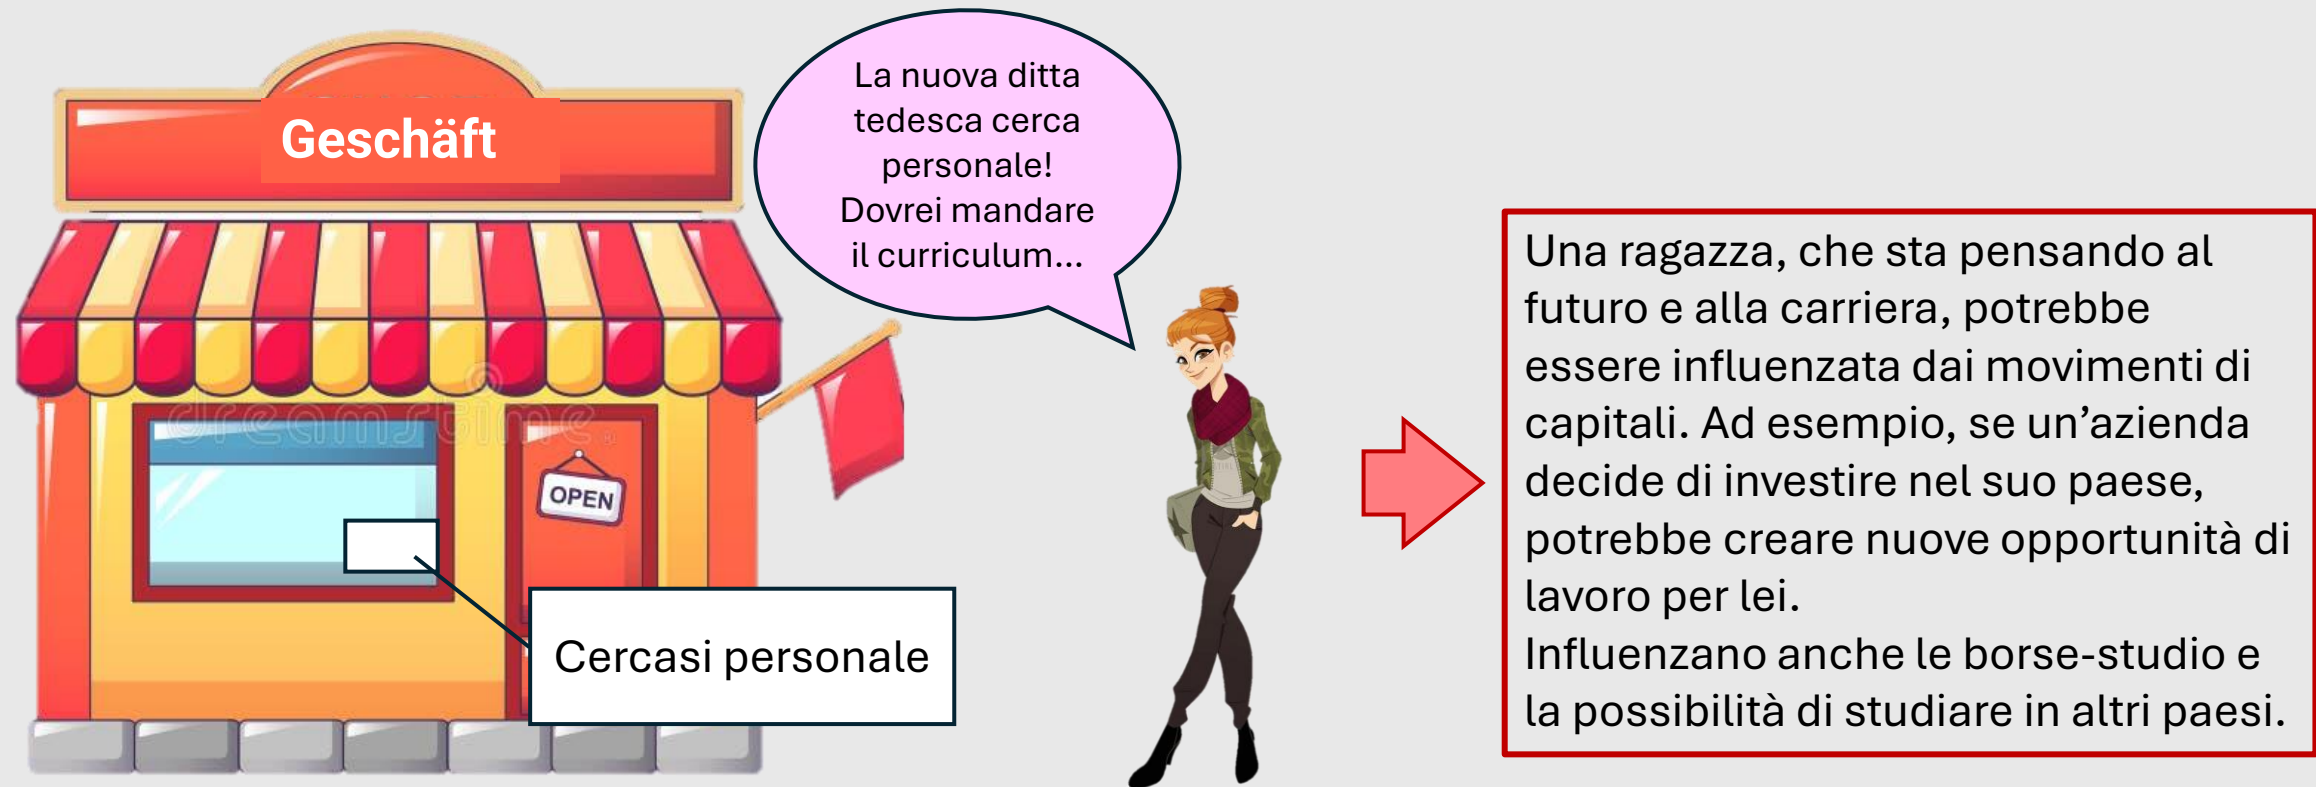 Geschäft
La nuova ditta
tedesca cerca
personale!
Dovrei mandare
il curriculum...
dreamstime.
OPEN
Cercasi personale
Una ragazza, che sta pensando al
futuro e alla carriera, potrebbe
essere influenzata dai movimenti di
capitali. Ad esempio, se un’azienda
decide di investire nel suo paese,
potrebbe creare nuove opportunità di
lavoro per lei.
Influenzano anche le borse-studio e
la possibilità di studiare in altri paesi.